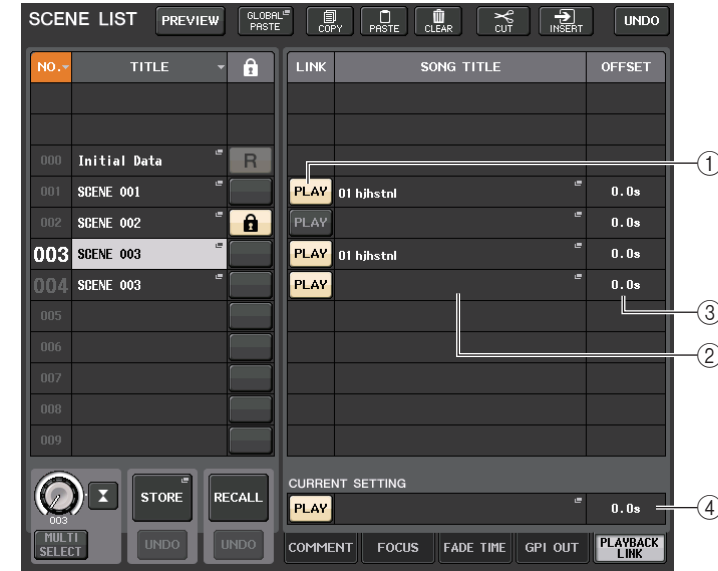 SCENE LIST PREVIEW GLOBAL PASTE COPY PASTE CLEAR CUT INSERT UNDO
NO. TITLE LINK SONG TITLE OFFSET
000 Initial Data R
①
001 SCENE 001 PLAY 01 hjhstnl 0.0s
002 SCENE 002 PLAY 0.0s
003 SCENE 003 PLAY 01 hjhstnl 0.0s
004 SCENE 003 PLAY 0.0s
③
005
②
006
007
008
009
CURRENT SETTING
STORE RECALL
PLAY 0.0s ④
003
MULTI SELECT UNDO UNDO COMMENT FOCUS FADE TIME GPI OUT PLAYBACK LINK